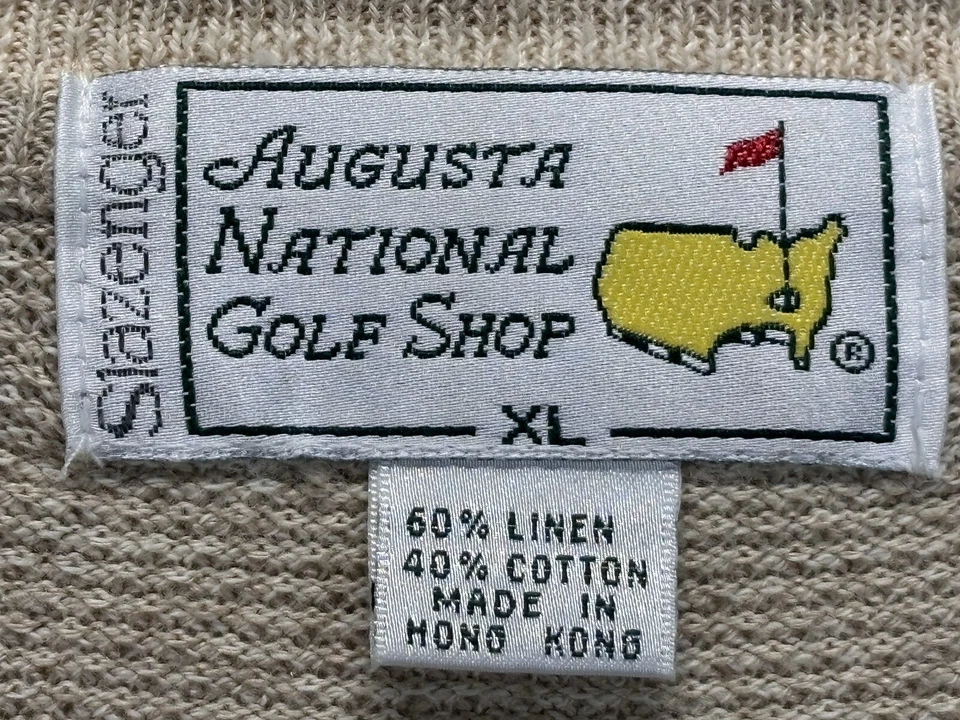 Slazenger
AUGUSTA
NATIONAL
GOLF SHOP
®
XL
60% LINEN
40% COTTON
MADE IN
HONG KONG